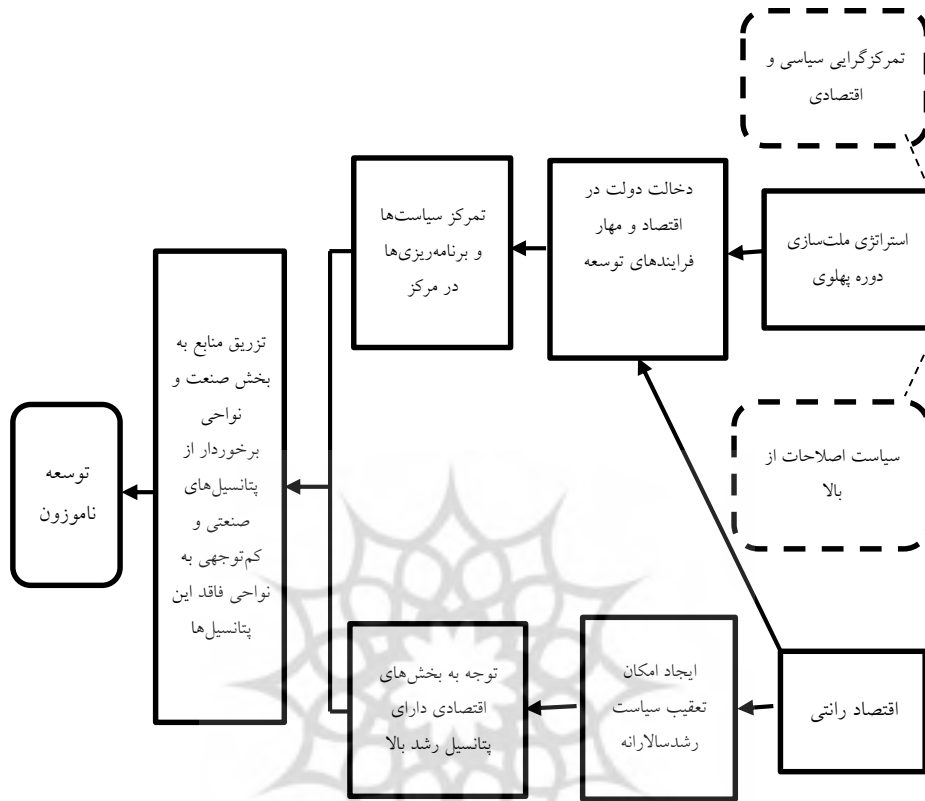 تمرکزگرایی سیاسی و
اقتصادی
استراتژی ملت‌سازی
دوره پهلوی
سیاست اصلاحات از
بالا
اقتصاد رانتی
دخالت دولت در
اقتصاد و مهار
فرایندهای توسعه
تمرکز سیاست‌ها
و برنامه‌ریزی‌ها
در مرکز
ایجاد امکان
تعقیب سیاست
رشدسالارانه
توجه به بخش‌های
اقتصادی دارای
پتانسیل رشد بالا
تزریق منابع به
بخش صنعت و
نواحی
برخوردار از
پتانسیل‌های
صنعتی و
کم‌توجهی به
نواحی فاقد این
پتانسیل‌ها
توسعه
ناموزون